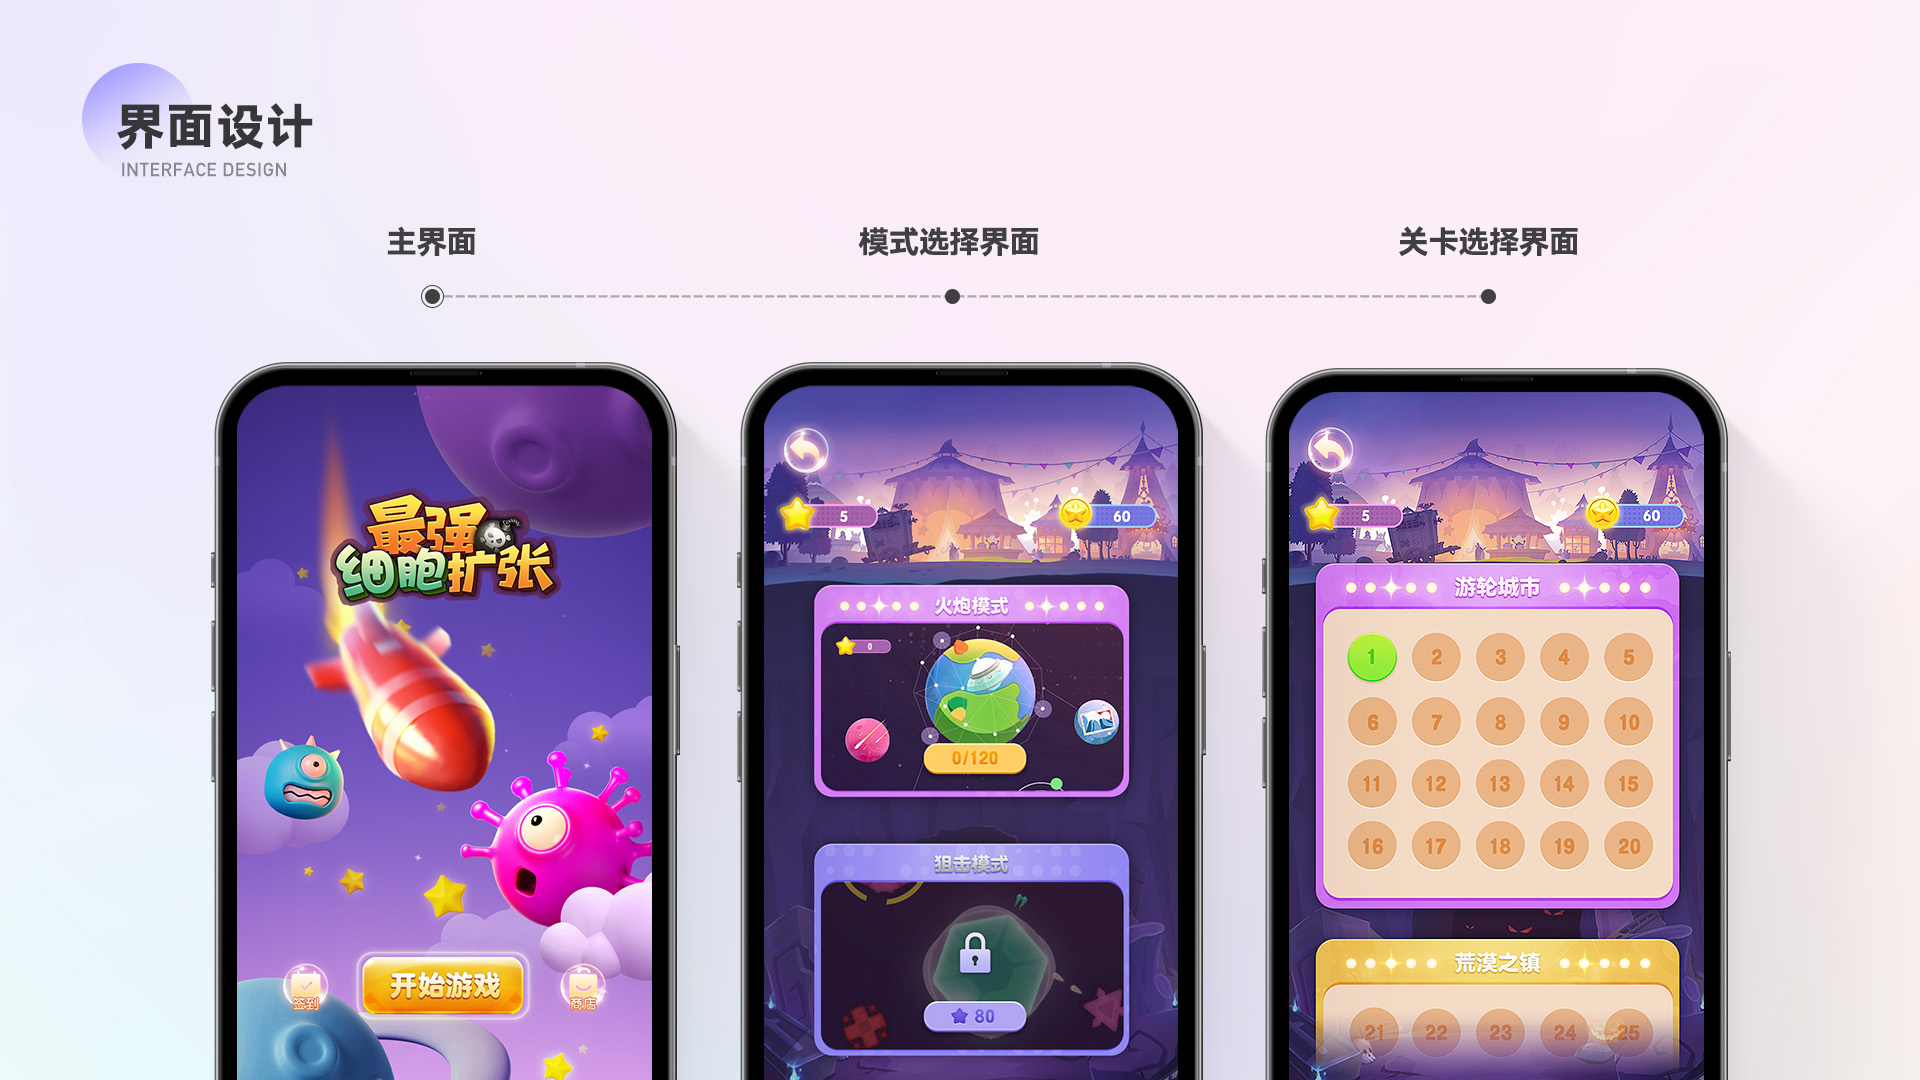 界面设计
INTERFACE DESIGN
主界面
模式选择界面
关卡选择界面
最强
细胞扩张
签到
开始游戏
商店
5
60
火炮模式
0
0/120
狙击模式
80
5
60
游轮城市
1 2 3 4 5
6 7 8 9 10
11 12 13 14 15
16 17 18 19 20
荒漠之镇
21 22 23 24 25